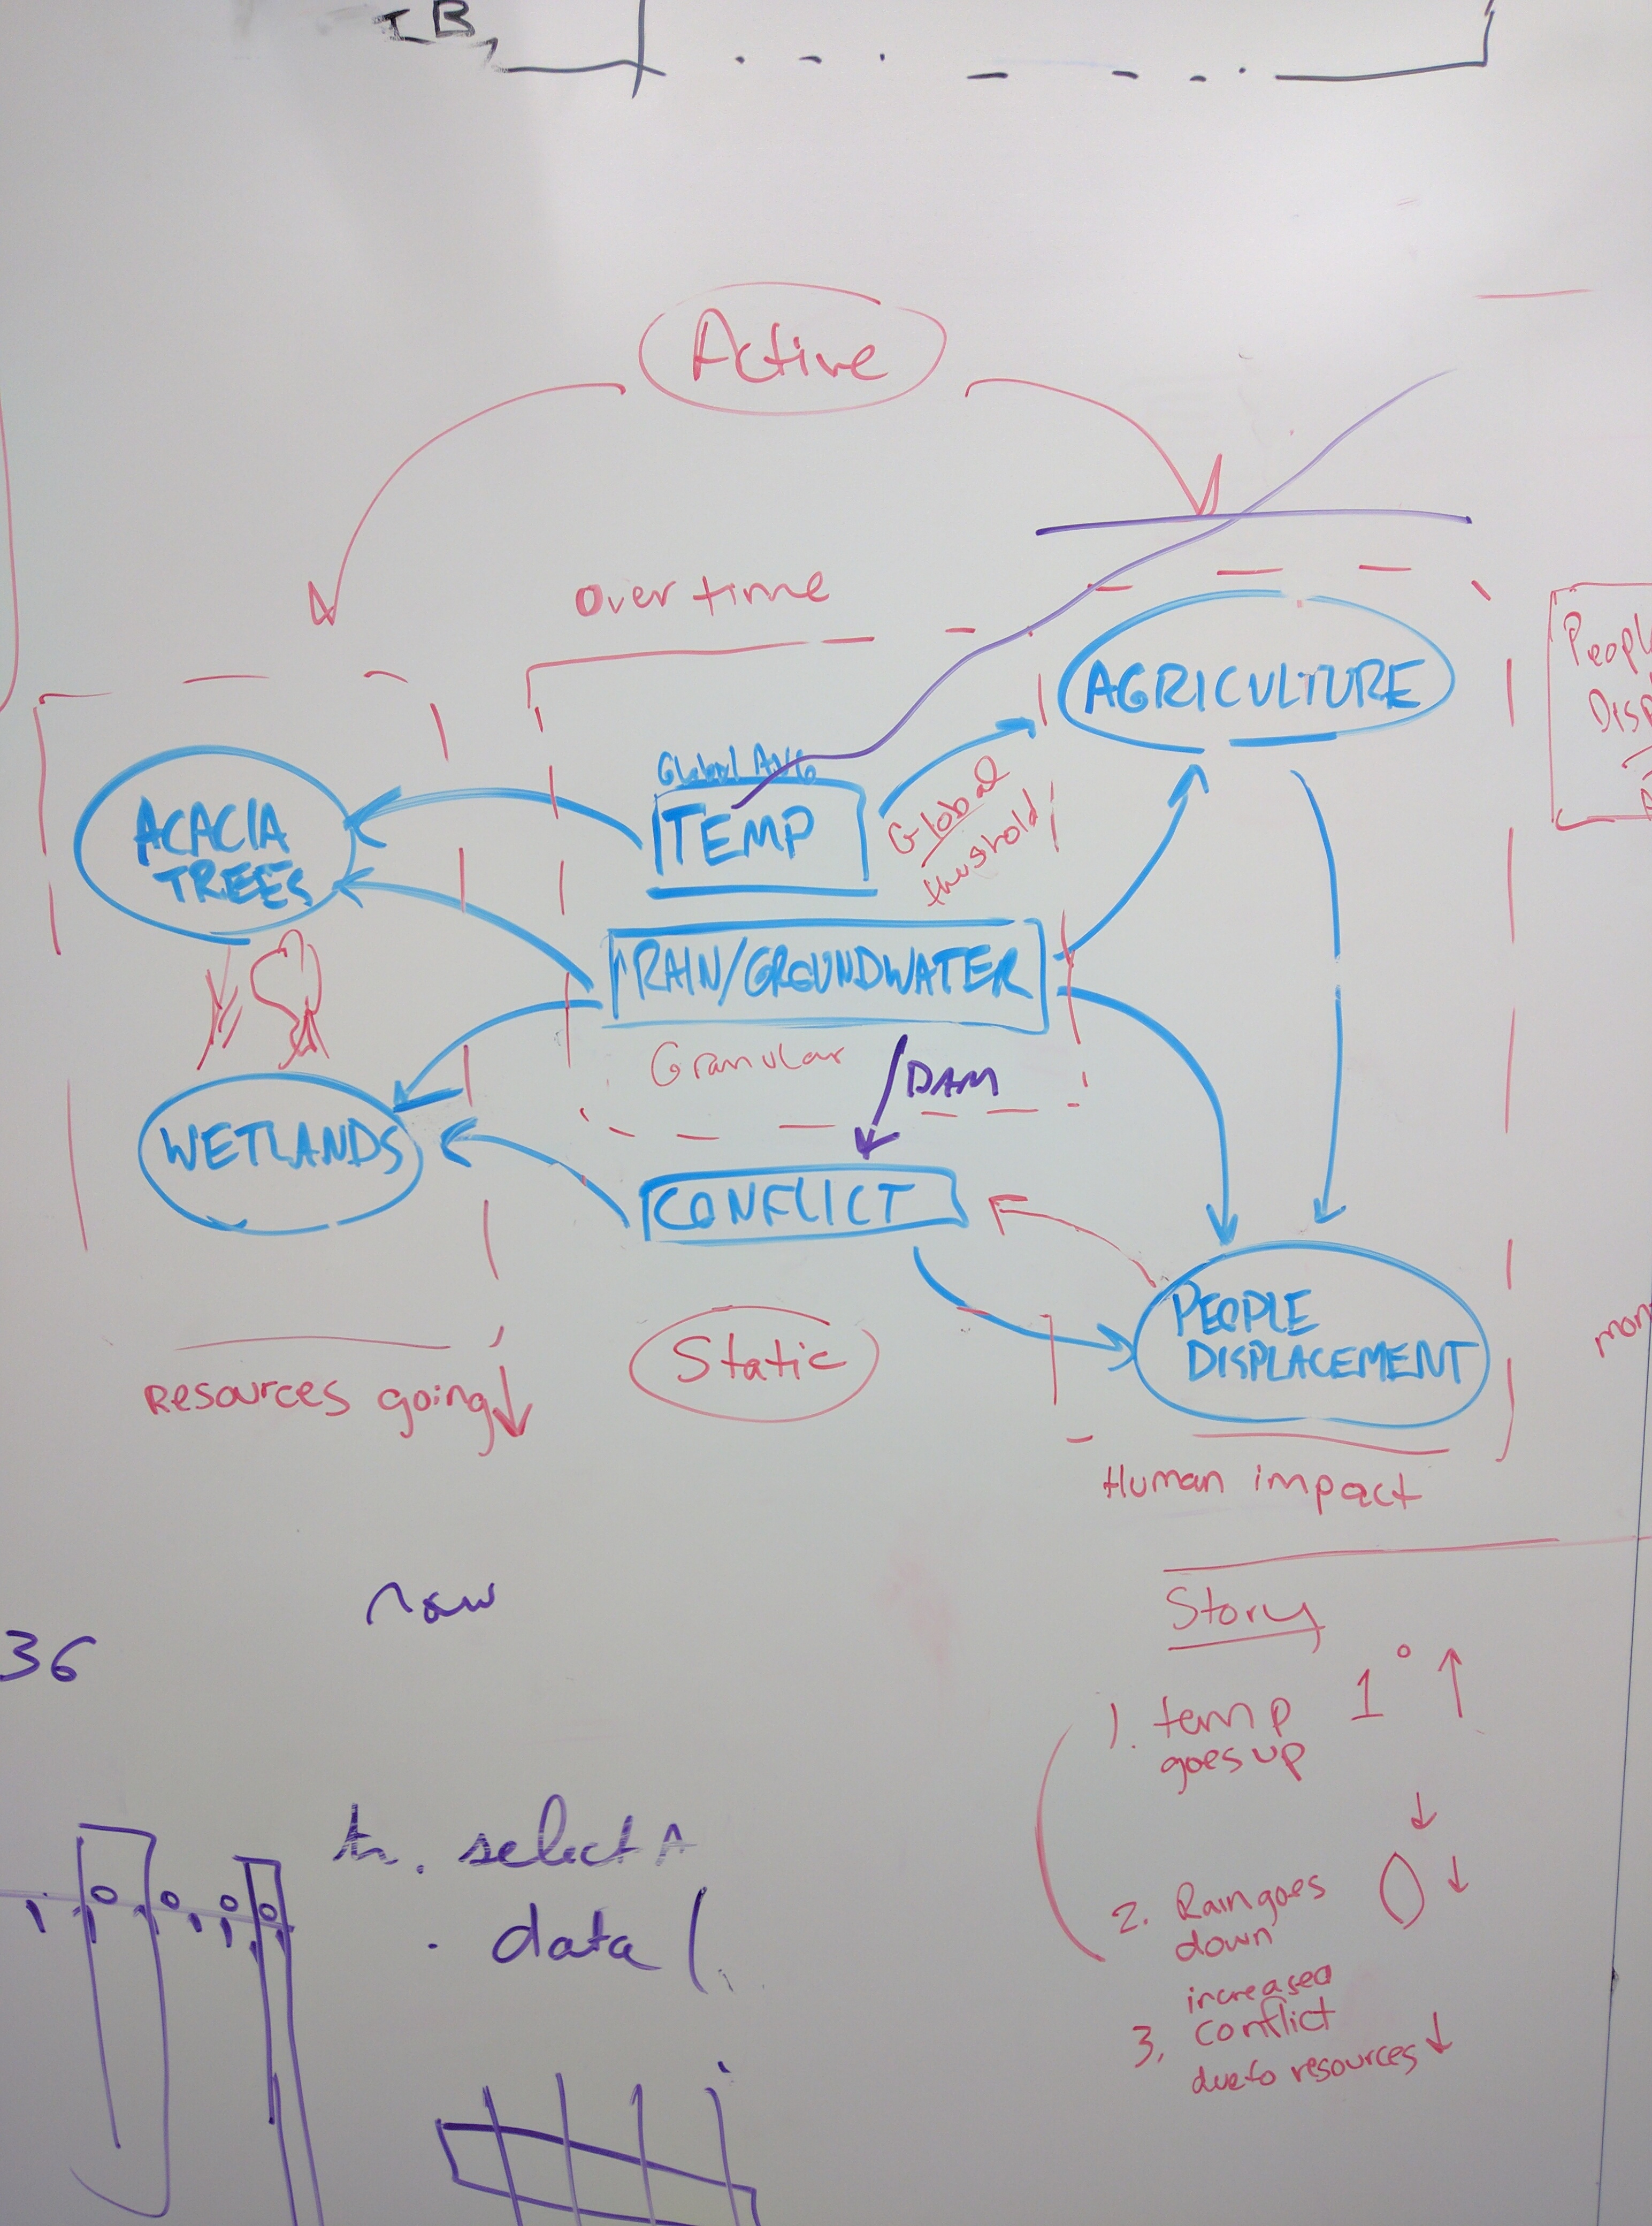 IB,
Active
Over time
AGRICULTURE
Peopl
Disp
Global AVG
TEMP
Global
threshold
ACACIA
TREES
RAIN/GROUNDWATER
Granular
DAM
WETLANDS
CONFLICT
PEOPLE
DISPLACEMENT
mon
Static
Resources going ↓
Human impact
now
36
Story
1. temp 1° ↑
goes up
2. Rain goes ↓ ↓
down
increased
3. conflict
due to resources ↓
tr. select A
. data (